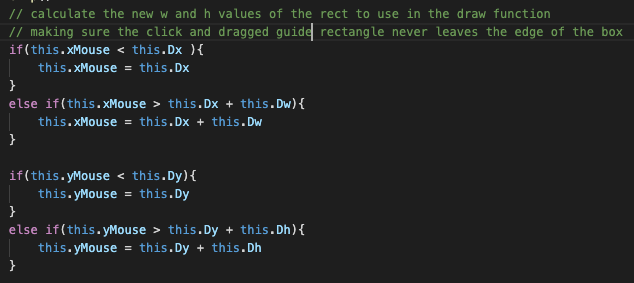 // calculate the new w and h values of the rect to use in the draw function
// making sure the click and dragged guide rectangle never leaves the edge of the box
if(this.xMouse < this.Dx ){
    this.xMouse = this.Dx
}
else if(this.xMouse > this.Dx + this.Dw){
    this.xMouse = this.Dx + this.Dw
}

if(this.yMouse < this.Dy){
    this.yMouse = this.Dy
}
else if(this.yMouse > this.Dy + this.Dh){
    this.yMouse = this.Dy + this.Dh
}